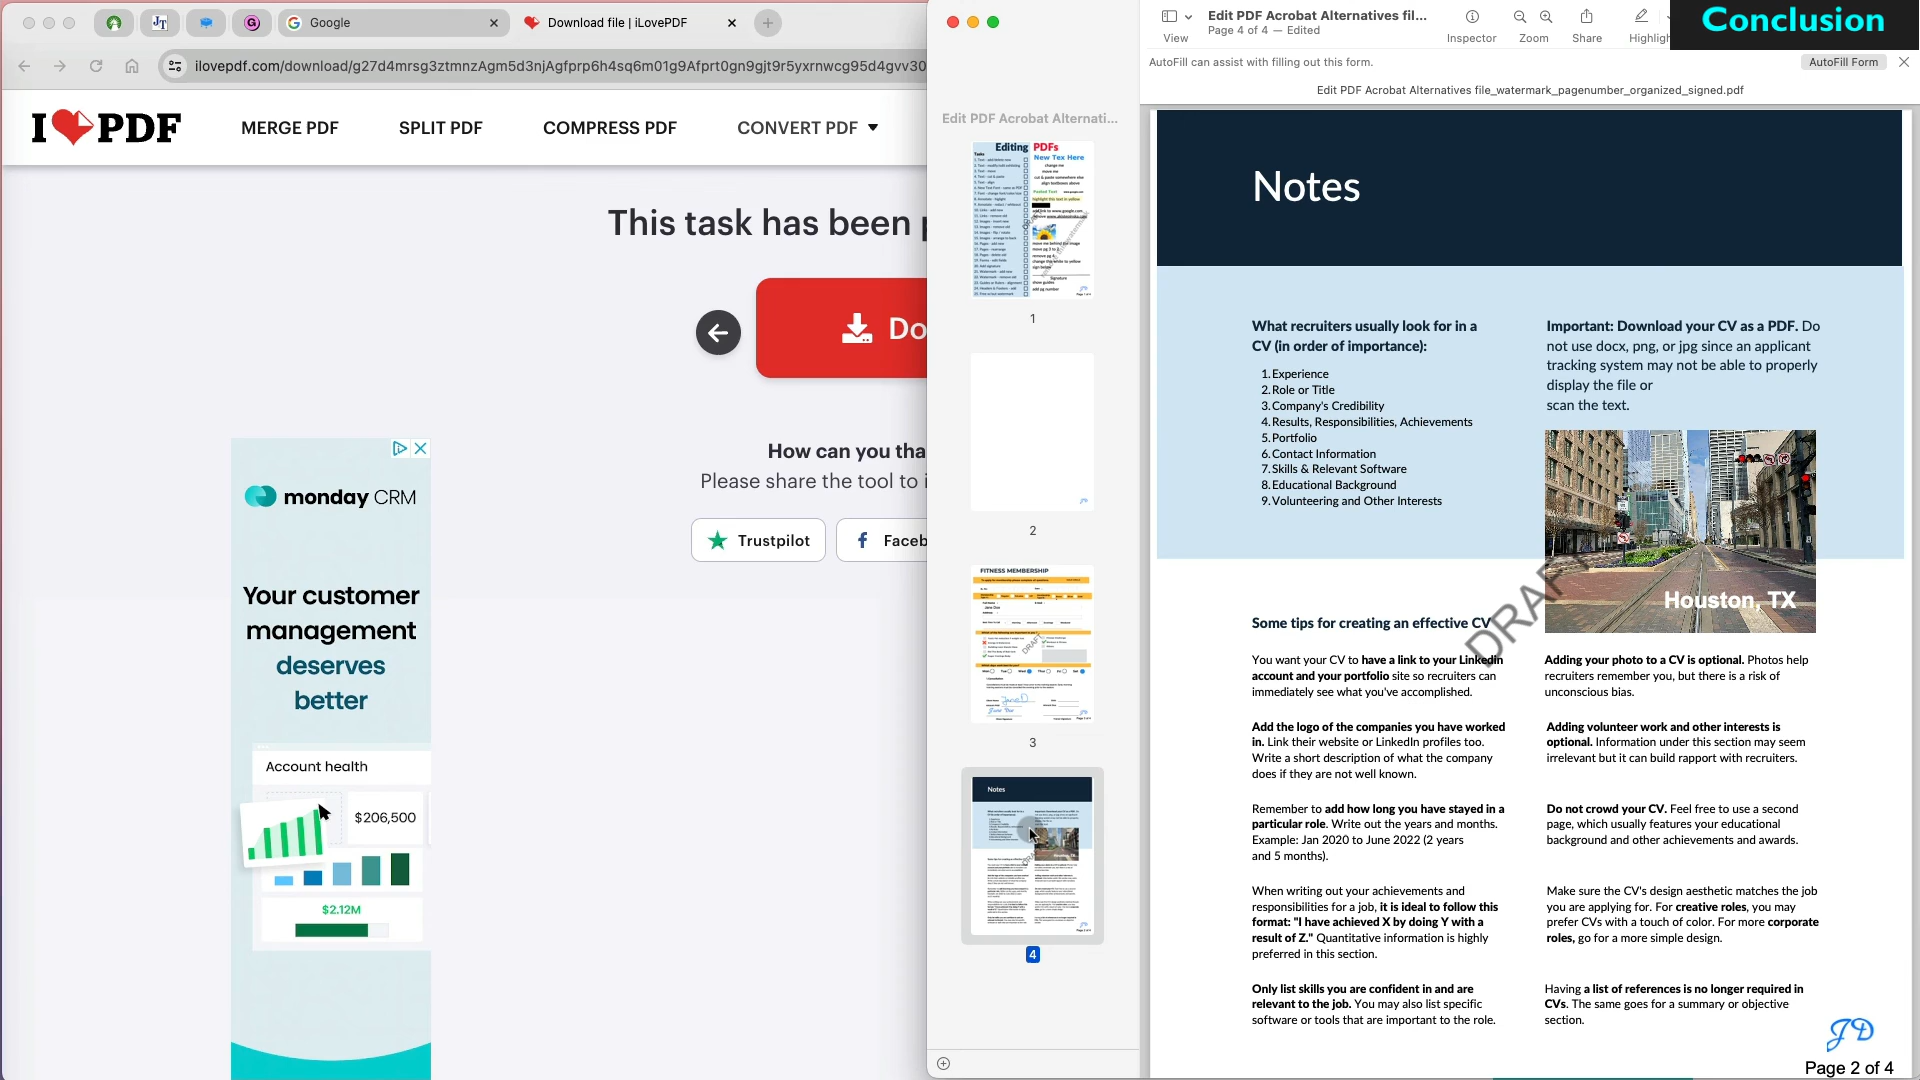 Google
Download file | iLovePDF
ilovepdf.com/download/g27d4mrsg3ztmnzAgm5d3njAgfprp6h4sq6m01g9Afprt0gn9gjt9r5yxrnwcg95d4gvv30
I PDF
MERGE PDF
SPLIT PDF
COMPRESS PDF
CONVERT PDF
This task has been
Do
How can you tha
Please share the tool to i
Trustpilot
Faceb
monday CRM
Your customer
management
deserves
better
Account health
$206,500
$2.12M
Edit PDF Acrobat Alternati...
Editing PDFs
New Tex Here
1
2
FITNESS MEMBERSHIP
3
Notes
4
Edit PDF Acrobat Alternatives fil...
Page 4 of 4 — Edited
View
Inspector
Zoom
Share
Highligh
Conclusion
AutoFill can assist with filling out this form.
AutoFill Form
Edit PDF Acrobat Alternatives file_watermark_pagenumber_organized_signed.pdf
Notes
What recruiters usually look for in a
CV (in order of importance):
1. Experience
2. Role or Title
3. Company's Credibility
4. Results, Responsibilities, Achievements
5. Portfolio
6. Contact Information
7. Skills & Relevant Software
8. Educational Background
9. Volunteering and Other Interests
Important: Download your CV as a PDF. Do
not use docx, png, or jpg since an applicant
tracking system may not be able to properly
display the file or
scan the text.
Houston, TX
DRAFT
Some tips for creating an effective CV
You want your CV to have a link to your LinkedIn
account and your portfolio site so recruiters can
immediately see what you've accomplished.
Add the logo of the companies you have worked
in. Link their website or LinkedIn profiles too.
Write a short description of what the company
does if they are not well known.
Remember to add how long you have stayed in a
particular role. Write out the years and months.
Example: Jan 2020 to June 2022 (2 years
and 5 months).
When writing out your achievements and
responsibilities for a job, it is ideal to follow this
format: "I have achieved X by doing Y with a
result of Z." Quantitative information is highly
preferred in this section.
Only list skills you are confident in and are
relevant to the job. You may also list specific
software or tools that are important to the role.
Adding your photo to a CV is optional. Photos help
recruiters remember you, but there is a risk of
unconscious bias.
Adding volunteer work and other interests is
optional. Information under this section may seem
irrelevant but it can build rapport with recruiters.
Do not crowd your CV. Feel free to use a second
page, which usually features your educational
background and other achievements and awards.
Make sure the CV's design aesthetic matches the job
you are applying for. For creative roles, you may
prefer CVs with a touch of color. For more corporate
roles, go for a more simple design.
Having a list of references is no longer required in
CVs. The same goes for a summary or objective
section.
JD
Page 2 of 4